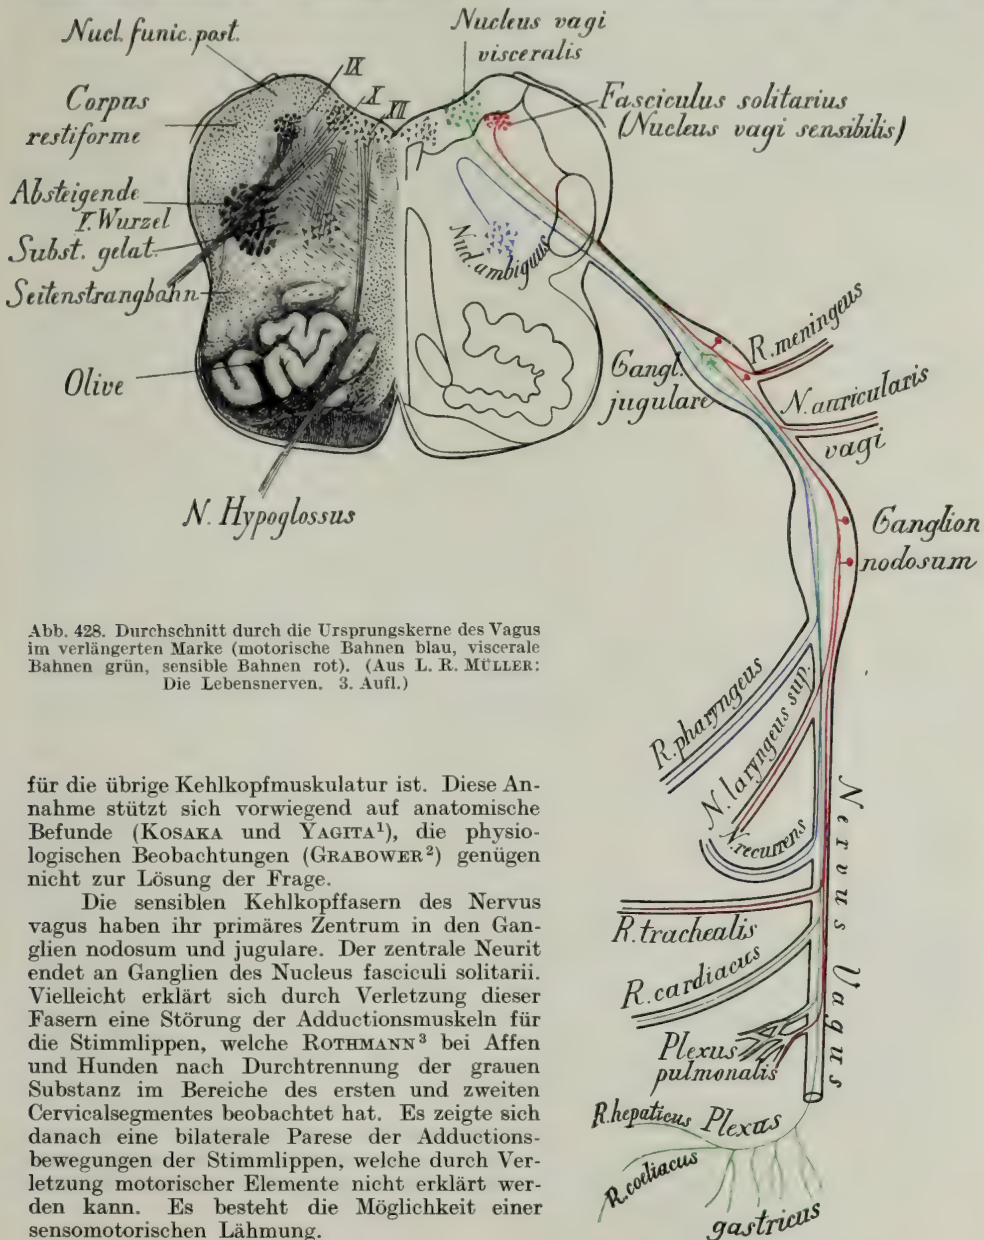 Nucl. funic. post.
IX
X
XII
Nucleus vagi
visceralis
Corpus
restiforme
Fasciculus solitarius
(Nucleus vagi sensibilis)
Absteigende
V. Wurzel
Subst. gelat.
Seitenstrangbahn
Nucl. ambiguus
Olive
Gangl.
jugulare
R. meningeus
N. auricularis
vagi
N. Hypoglossus
Ganglion
nodosum
Abb. 428. Durchschnitt durch die Ursprungskerne des Vagus
im verlängerten Marke (motorische Bahnen blau, viscerale
Bahnen grün, sensible Bahnen rot). (Aus L. R. MÜLLER:
Die Lebensnerven. 3. Aufl.)
R. pharyngeus
N. laryngeus sup.
N. recurrens
Nervus Vagus
R. trachealis
R. cardiacus
Plexus
pulmonalis
R. hepaticus
Plexus
R. coeliacus
gastricus
für die übrige Kehlkopfmuskulatur ist. Diese An-
nahme stützt sich vorwiegend auf anatomische
Befunde (KOSAKA und YAGITA¹), die physio-
logischen Beobachtungen (GRABOWER²) genügen
nicht zur Lösung der Frage.
Die sensiblen Kehlkopffasern des Nervus
vagus haben ihr primäres Zentrum in den Gan-
glien nodosum und jugulare. Der zentrale Neurit
endet an Ganglien des Nucleus fasciculi solitarii.
Vielleicht erklärt sich durch Verletzung dieser
Fasern eine Störung der Adductionsmuskeln für
die Stimmlippen, welche ROTHMANN³ bei Affen
und Hunden nach Durchtrennung der grauen
Substanz im Bereiche des ersten und zweiten
Cervicalsegmentes beobachtet hat. Es zeigte sich
danach eine bilaterale Parese der Adductions-
bewegungen der Stimmlippen, welche durch Ver-
letzung motorischer Elemente nicht erklärt wer-
den kann. Es besteht die Möglichkeit einer
sensomotorischen Lähmung.